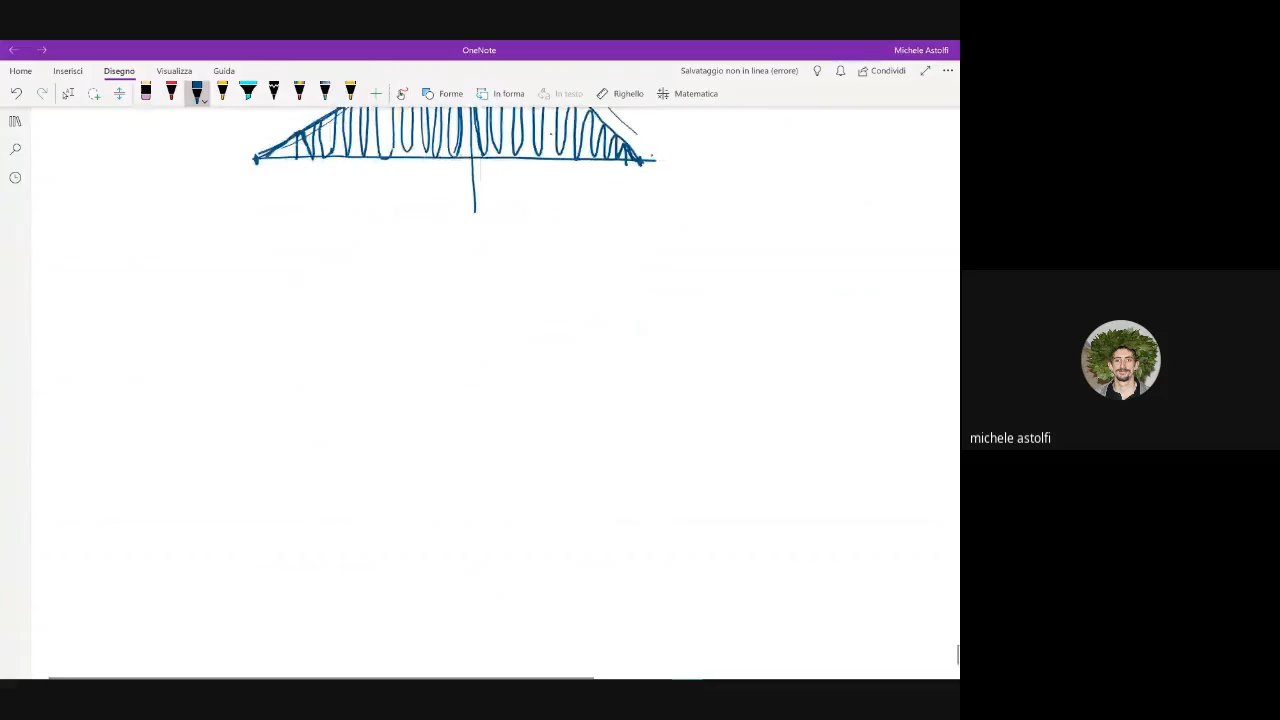 OneNote
Michele Astolfi
Home Inserisci Disegno Visualizza Guida
Salvataggio non in linea (errore) Condividi
Forme In forma In testo Righello Matematica
michele astolfi